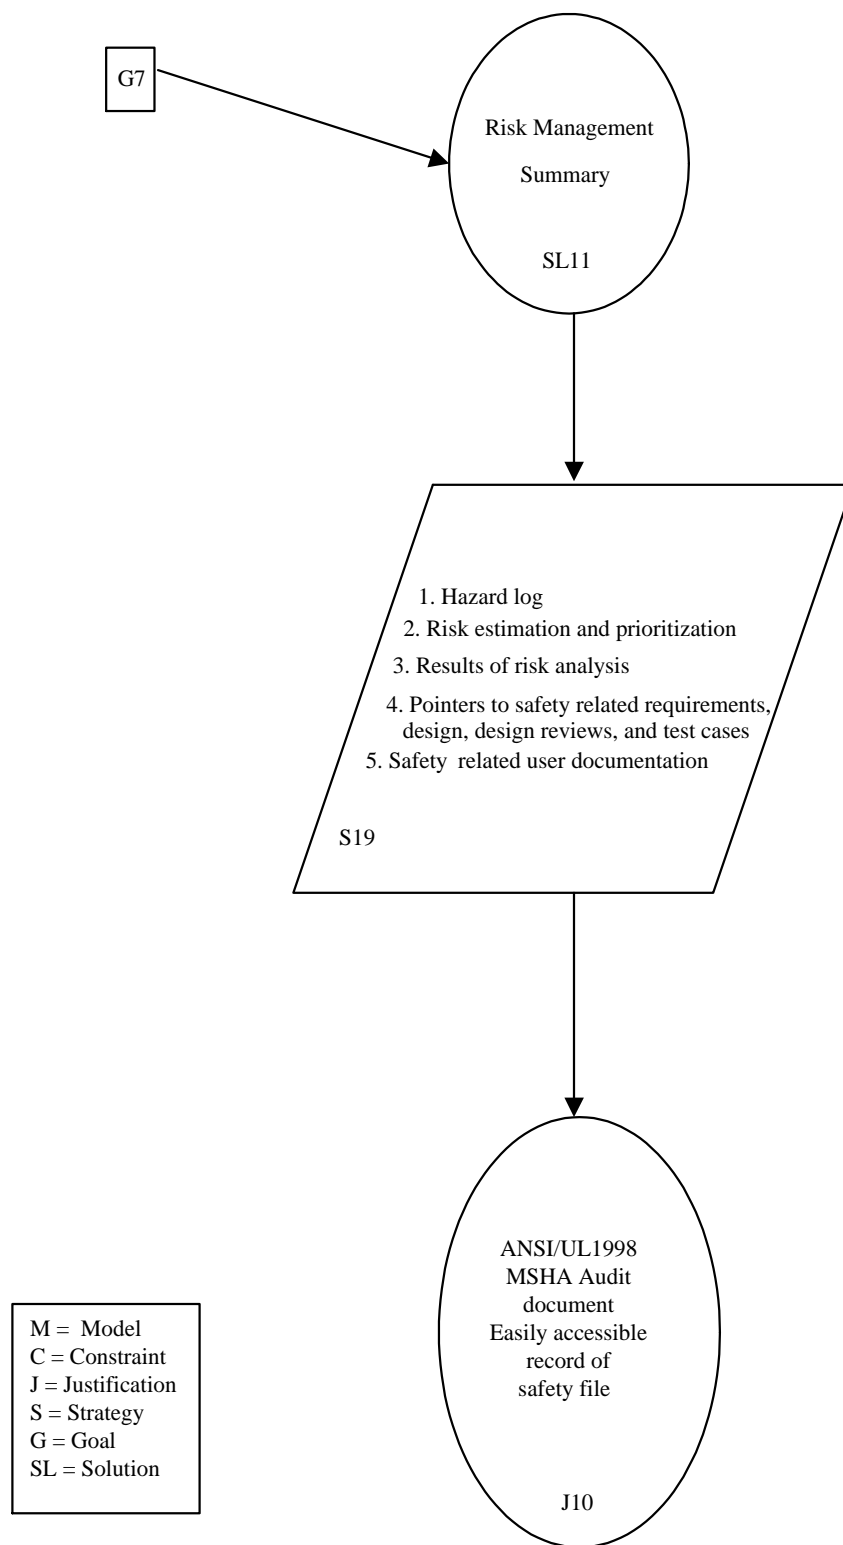 G7
Risk Management
Summary
SL11
1. Hazard log
2. Risk estimation and prioritization
3. Results of risk analysis
4. Pointers to safety related requirements,
design, design reviews, and test cases
5. Safety related user documentation
S19
ANSI/UL1998
MSHA Audit
document
Easily accessible
record of
safety file
J10
M = Model
C = Constraint
J = Justification
S = Strategy
G = Goal
SL = Solution